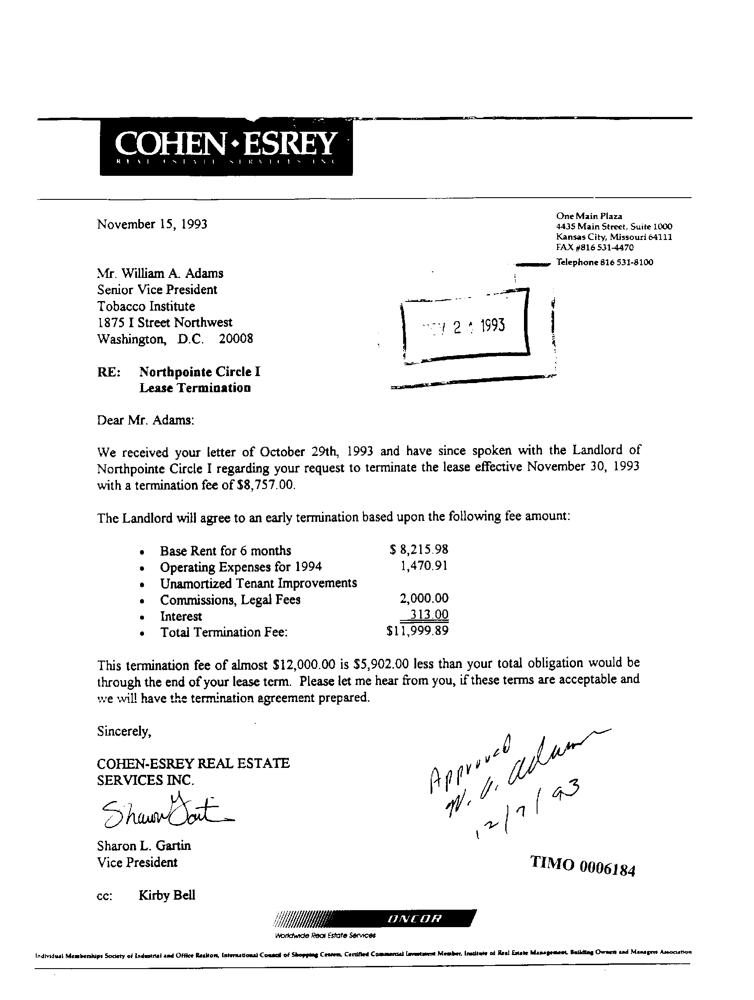 COHEN·ESREY
REAL ESTATE SERVICES INC
November 15, 1993
One Main Plaza
4435 Main Street, Suite 1000
Kansas City, Missouri 64111
FAX #816 531-4470
Telephone 816 531-8100
Mr. William A. Adams
Senior Vice President
Tobacco Institute
1875 I Street Northwest
Washington, D.C. 20008
2 1993
RE: Northpointe Circle I
Lease Termination
Dear Mr. Adams:
We received your letter of October 29th, 1993 and have since spoken with the Landlord of
Northpointe Circle I regarding your request to terminate the lease effective November 30, 1993
with a termination fee of $8,757.00.
The Landlord will agree to an early termination based upon the following fee amount:
• Base Rent for 6 months $ 8,215.98
• Operating Expenses for 1994 1,470.91
• Unamortized Tenant Improvements
• Commissions, Legal Fees 2,000.00
• Interest 313.00
• Total Termination Fee: $11,999.89
This termination fee of almost $12,000.00 is $5,902.00 less than your total obligation would be
through the end of your lease term. Please let me hear from you, if these terms are acceptable and
we will have the termination agreement prepared.
Sincerely,
COHEN-ESREY REAL ESTATE
SERVICES INC.
Approved
W. A. Adams
12/7/93
Sharon L. Gartin
Vice President
TIMO 0006184
cc: Kirby Bell
ONCOR
Worldwide Real Estate Services
Individual Memberships Society of Industrial and Office Realtors, International Council of Shopping Centers, Certified Commercial Investment Member, Institute of Real Estate Management, Building Owners and Managers Association